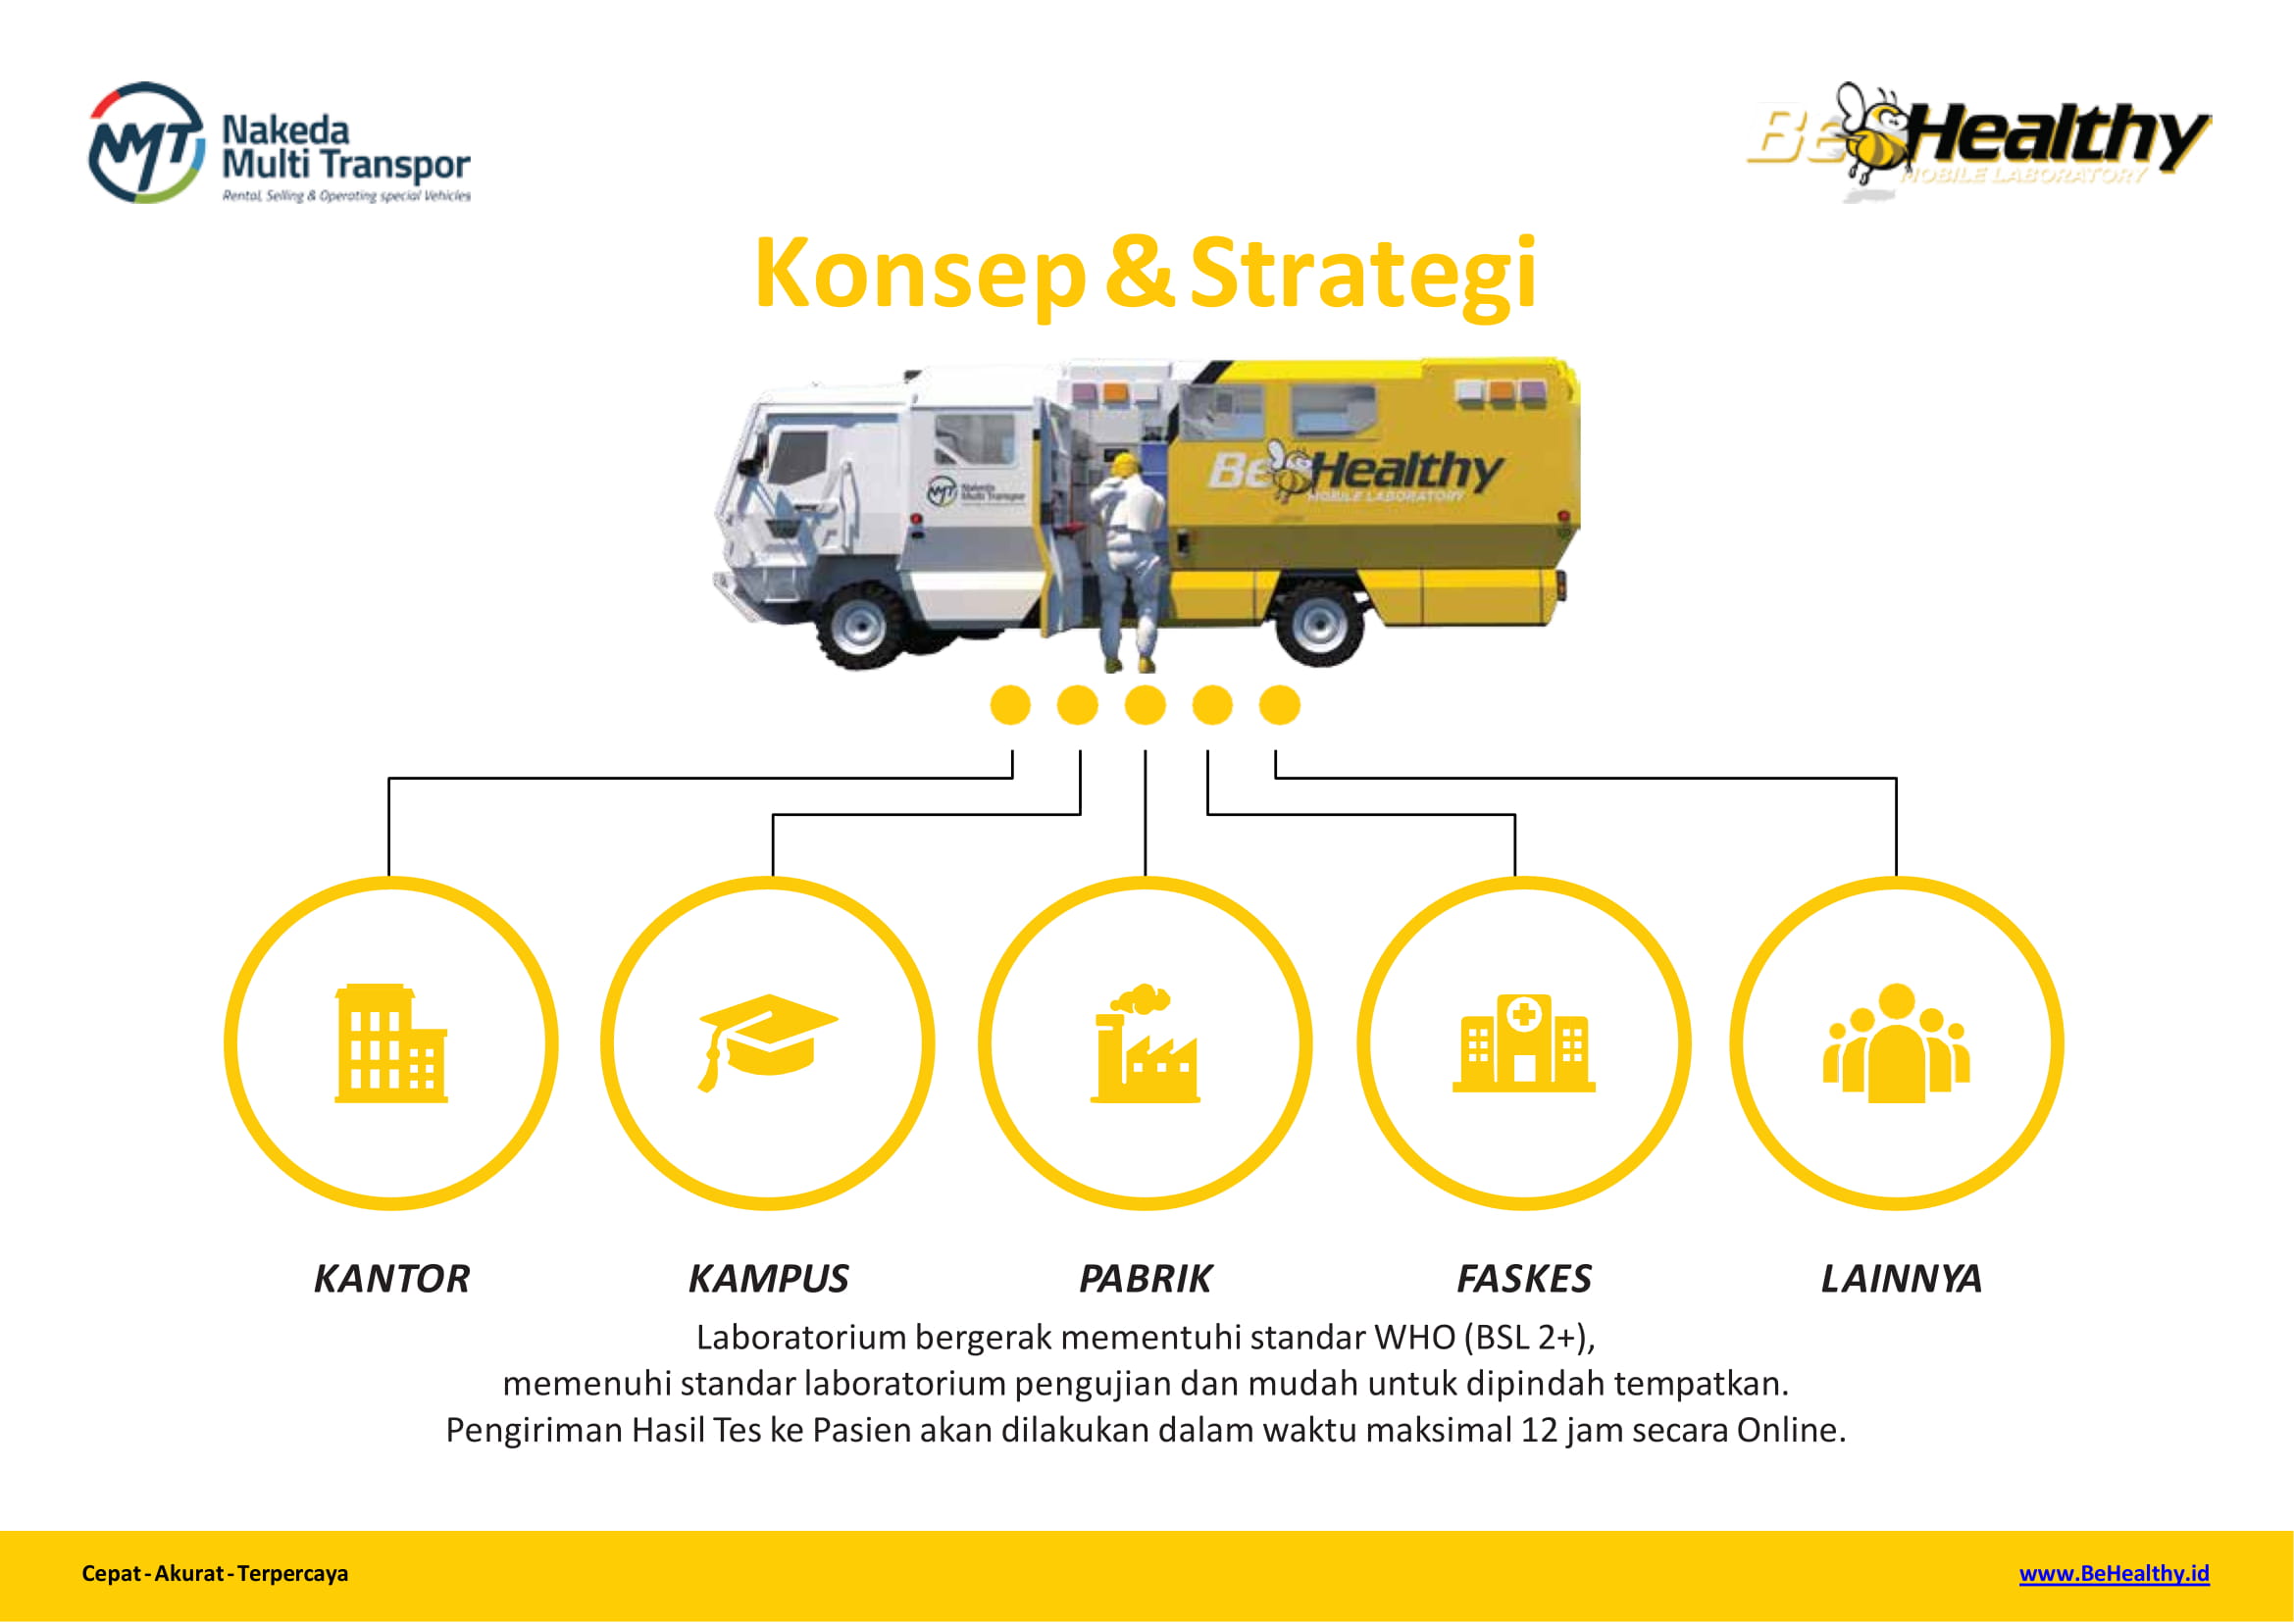 NMT
Nakeda
Multi Transpor
Rental, Selling & Operating special Vehicles
BeHealthy
MOBILE LABORATORY
Konsep & Strategi
NMT
Nakeda
Multi Transpor
BeHealthy
MOBILE LABORATORY
KANTOR
KAMPUS
PABRIK
FASKES
LAINNYA
Laboratorium bergerak mementuhi standar WHO (BSL 2+),
memenuhi standar laboratorium pengujian dan mudah untuk dipindah tempatkan.
Pengiriman Hasil Tes ke Pasien akan dilakukan dalam waktu maksimal 12 jam secara Online.
Cepat - Akurat - Terpercaya
www.BeHealthy.id